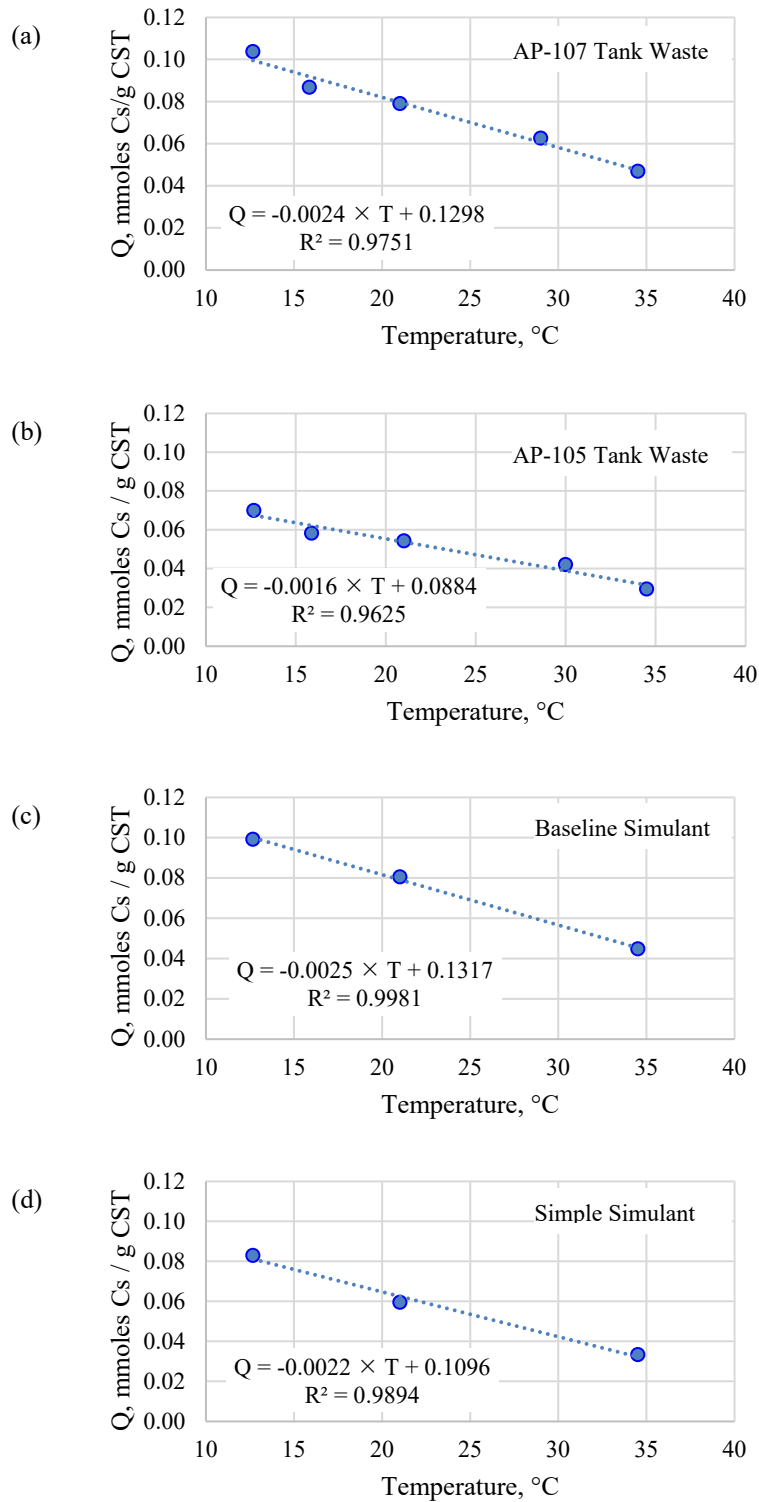 (a)
Q, mmoles Cs/g CST
0.12
0.10
0.08
0.06
0.04
0.02
0.00
AP-107 Tank Waste
Q = -0.0024 × T + 0.1298
R² = 0.9751
10 15 20 25 30 35 40
Temperature, °C
(b)
Q, mmoles Cs / g CST
0.12
0.10
0.08
0.06
0.04
0.02
0.00
AP-105 Tank Waste
Q = -0.0016 × T + 0.0884
R² = 0.9625
10 15 20 25 30 35 40
Temperature, °C
(c)
Q, mmoles Cs / g CST
0.12
0.10
0.08
0.06
0.04
0.02
0.00
Baseline Simulant
Q = -0.0025 × T + 0.1317
R² = 0.9981
10 15 20 25 30 35 40
Temperature, °C
(d)
Q, mmoles Cs / g CST
0.12
0.10
0.08
0.06
0.04
0.02
0.00
Simple Simulant
Q = -0.0022 × T + 0.1096
R² = 0.9894
10 15 20 25 30 35 40
Temperature, °C